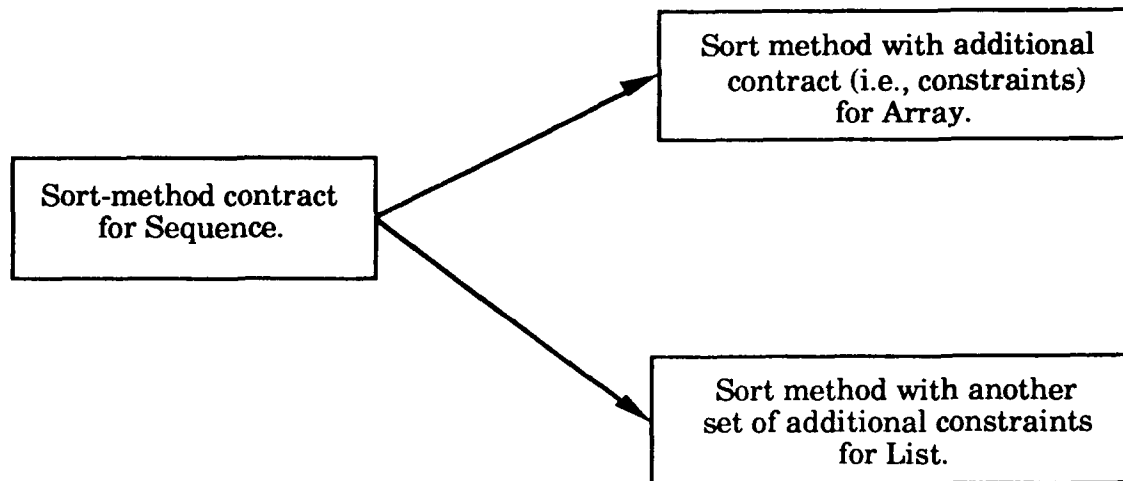 Sort method with additional
contract (i.e., constraints)
for Array.
Sort-method contract
for Sequence.
Sort method with another
set of additional constraints
for List.